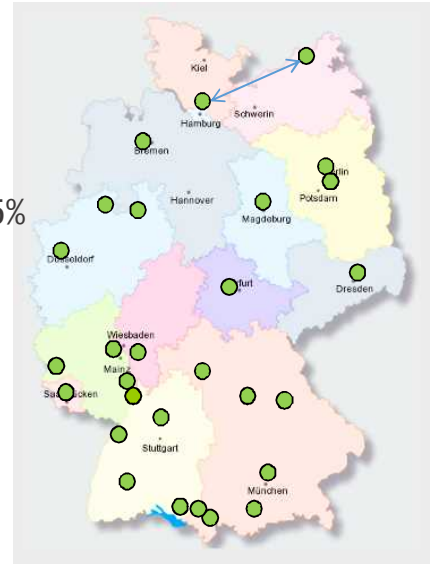 Kiel
Hamburg
Schwerin
Bremen
Hannover
Magdeburg
Potsdam
5%
Düsseldorf
Dresden
Wiesbaden
Mainz
Stuttgart
München